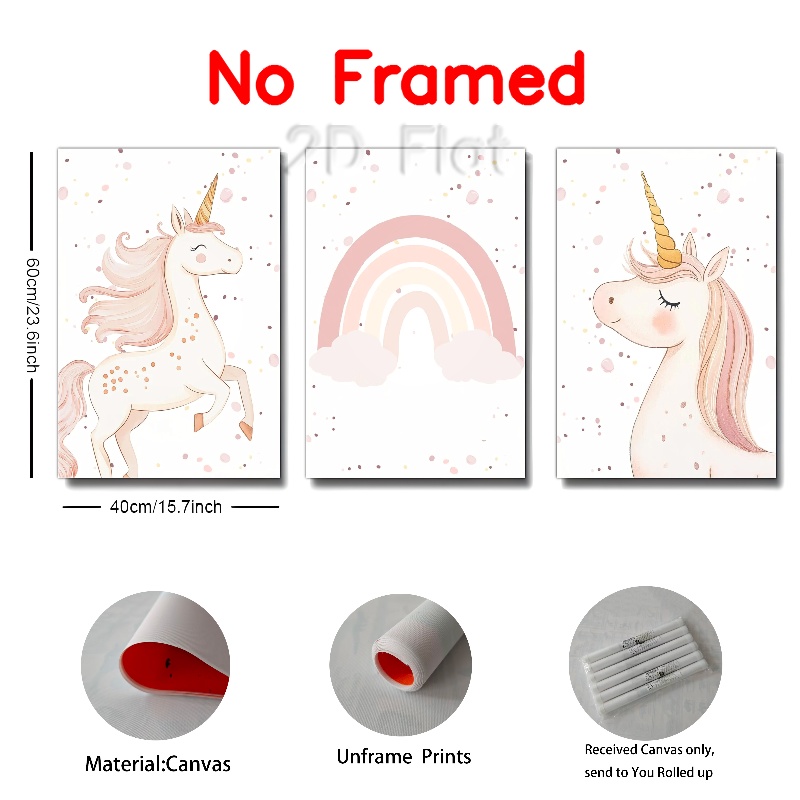 No Framed
2D Flat
60cm/23.6inch
40cm/15.7inch
Material:Canvas
Unframe Prints
Received Canvas only,
send to You Rolled up